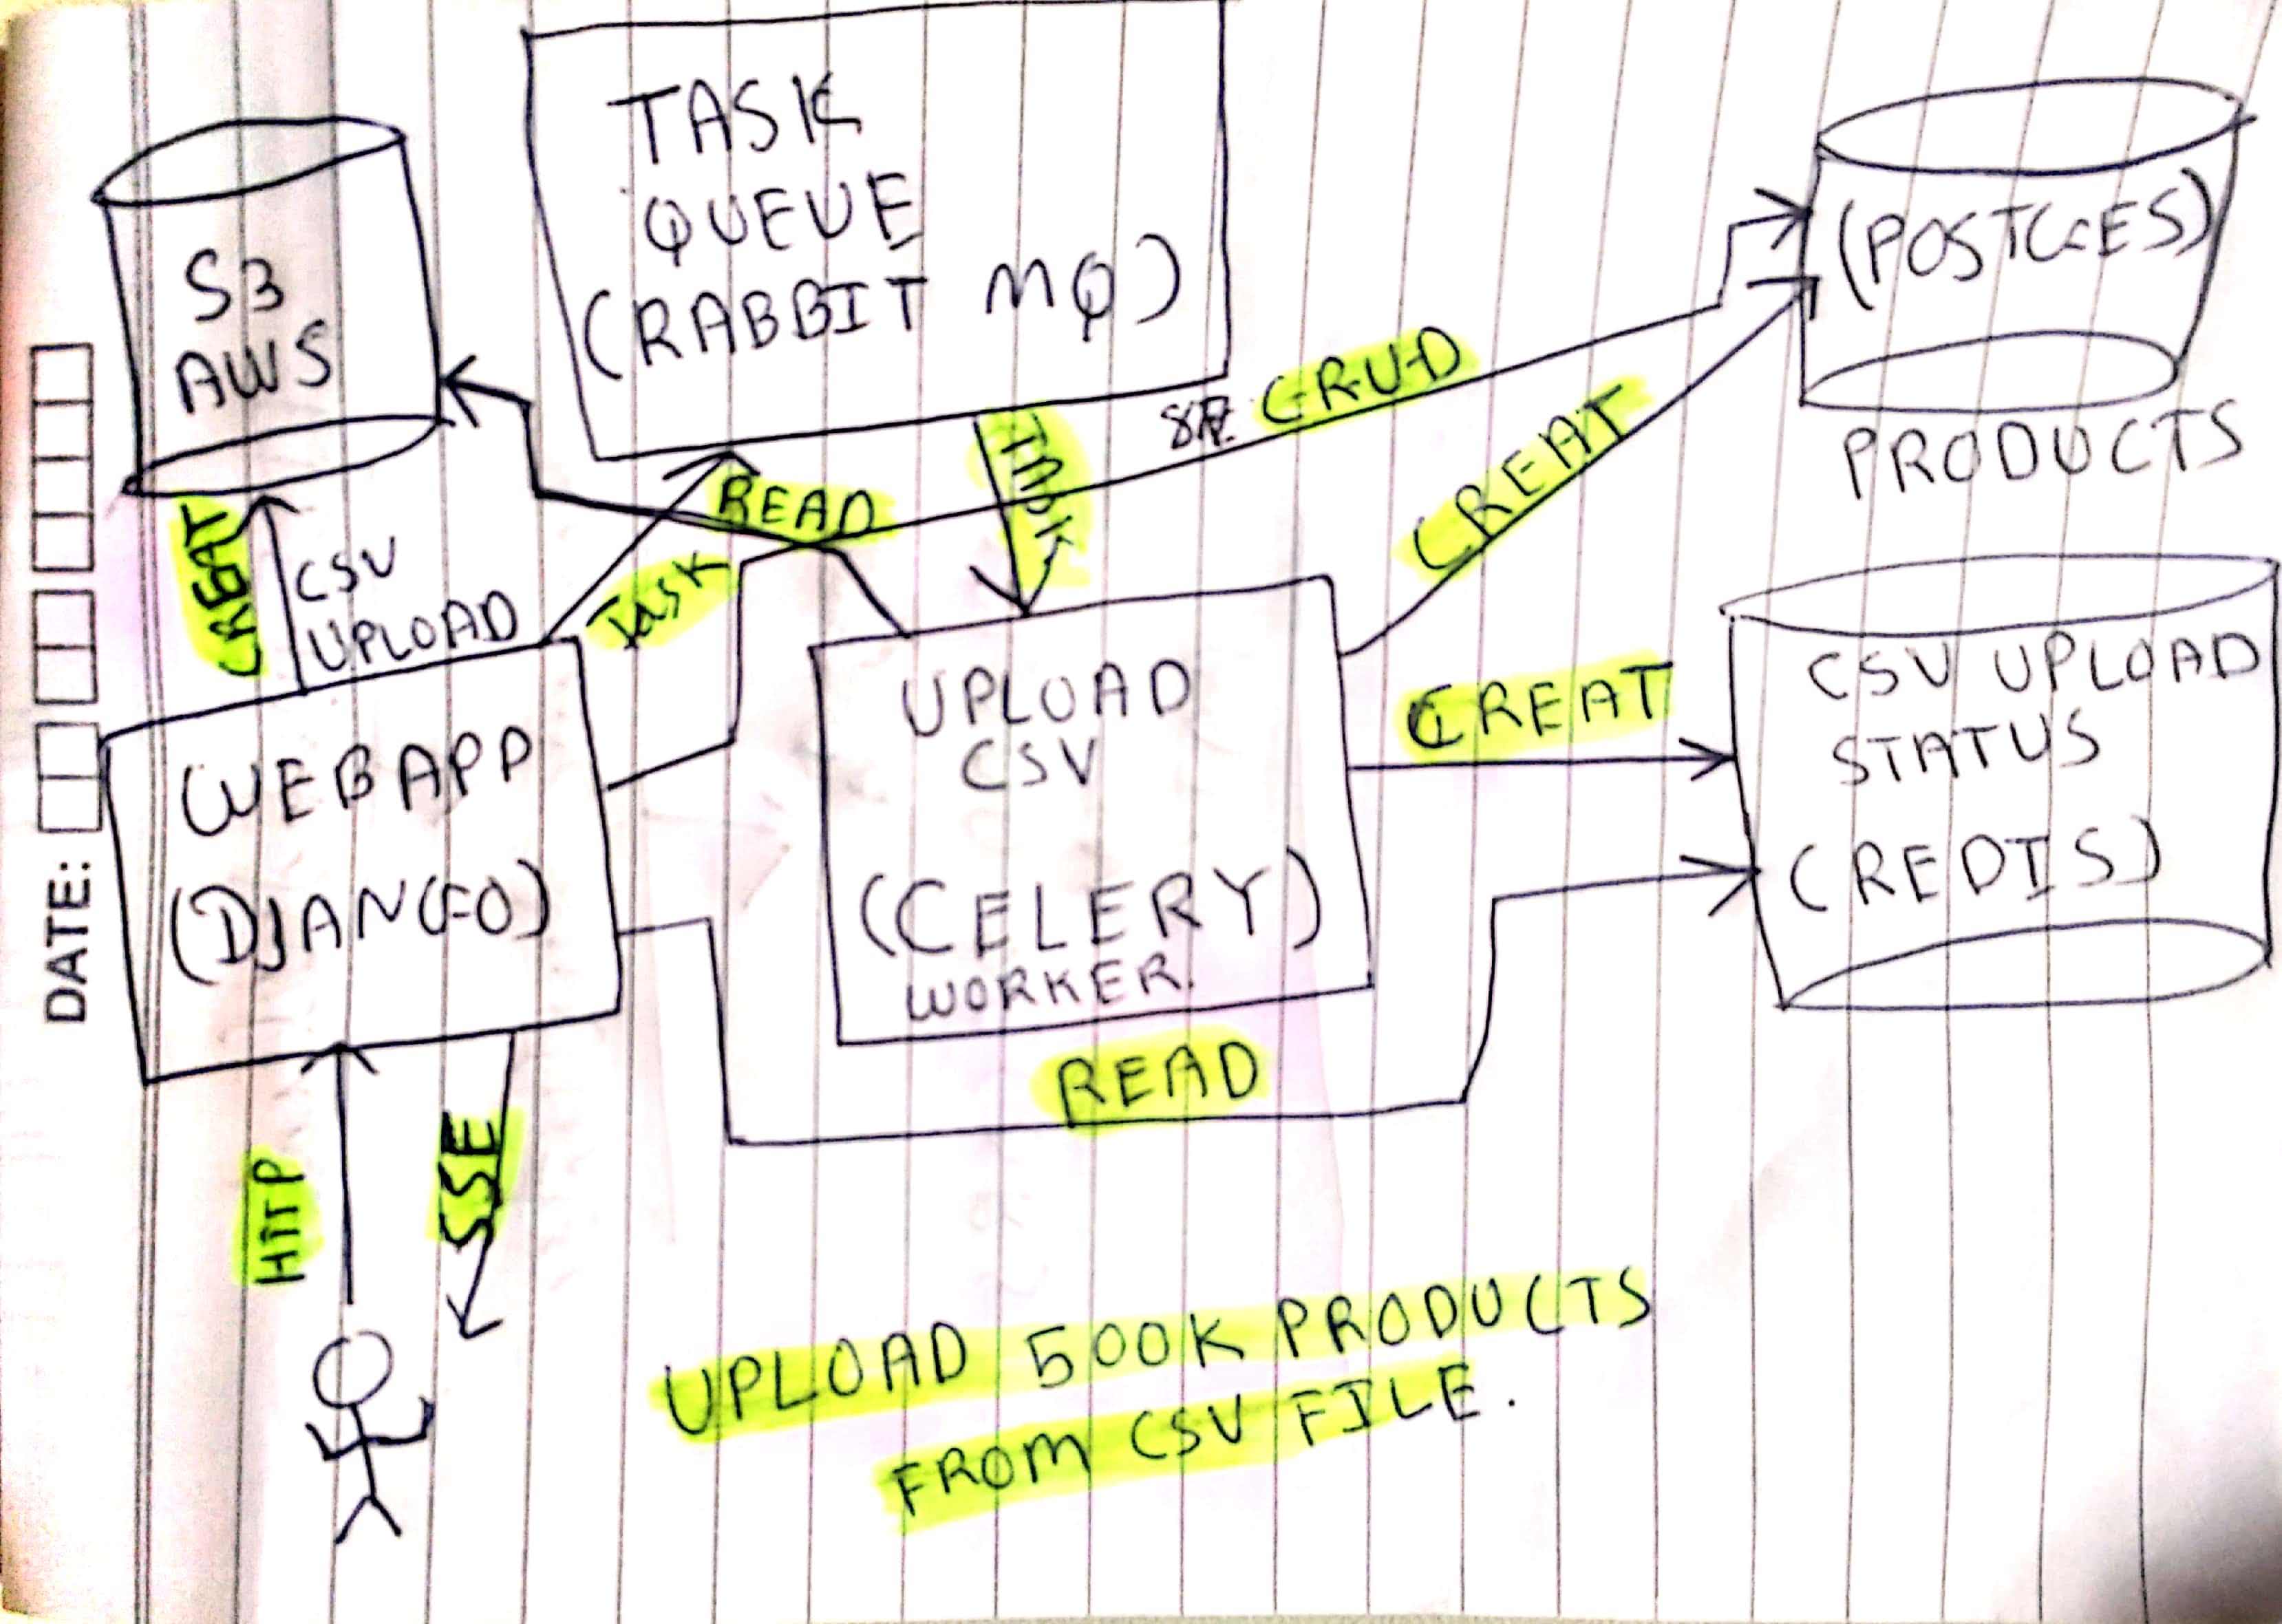 TASK
QUEUE
(RABBIT MQ)
S3
AWS
(POSTGRES)
PRODUCTS
CRUD
CREAT
READ
TASK
TASK
CREAT
CSV
UPLOAD
WEBAPP
(DJANGO)
UPLOAD
CSV
(CELERY)
WORKER.
CREAT
CSV UPLOAD
STATUS
(REDIS)
DATE:
READ
HTTP
SSE
UPLOAD 500K PRODUCTS
FROM CSV FILE.